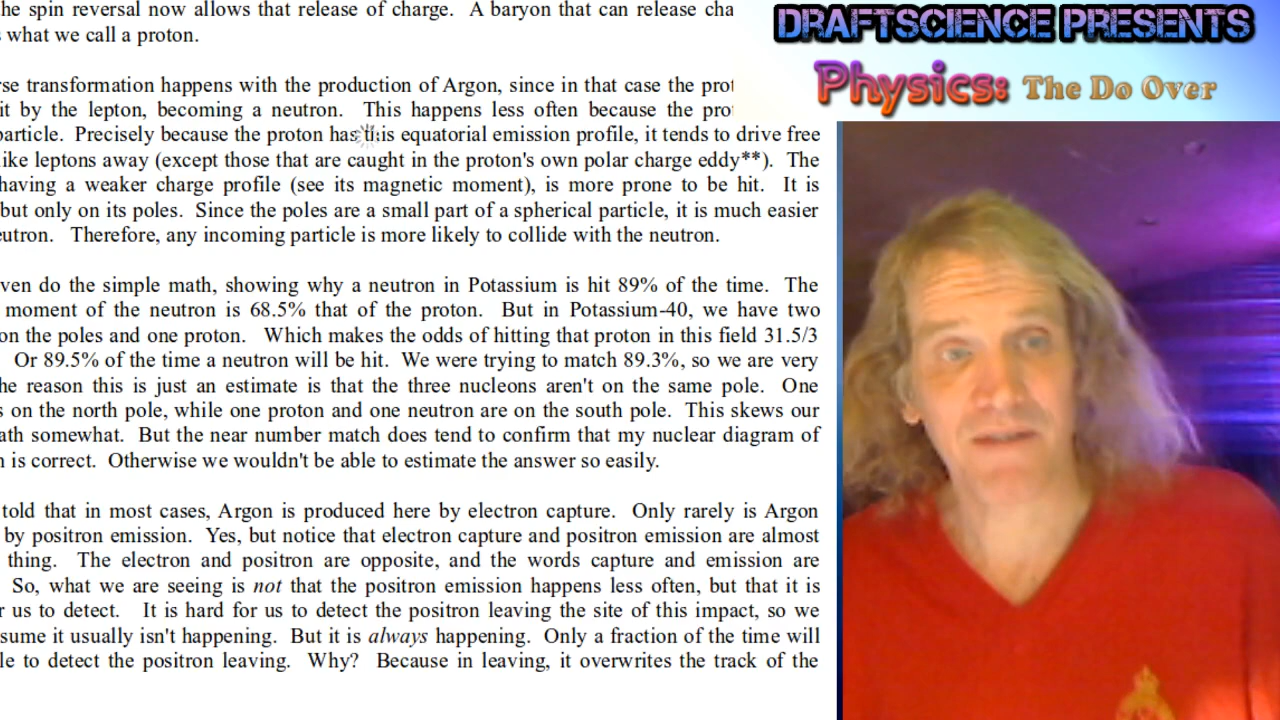 DRAFTSCIENCE PRESENTS
Physics: The Do Over
he spin reversal now allows that release of charge. A baryon that can release cha
s what we call a proton.
rse transformation happens with the production of Argon, since in that case the prot
it by the lepton, becoming a neutron. This happens less often because the pro
particle. Precisely because the proton has this equatorial emission profile, it tends to drive free
ike leptons away (except those that are caught in the proton's own polar charge eddy**). The
having a weaker charge profile (see its magnetic moment), is more prone to be hit. It is
but only on its poles. Since the poles are a small part of a spherical particle, it is much easier
eutron. Therefore, any incoming particle is more likely to collide with the neutron.
ven do the simple math, showing why a neutron in Potassium is hit 89% of the time. The
moment of the neutron is 68.5% that of the proton. But in Potassium-40, we have two
on the poles and one proton. Which makes the odds of hitting that proton in this field 31.5/3
Or 89.5% of the time a neutron will be hit. We were trying to match 89.3%, so we are very
he reason this is just an estimate is that the three nucleons aren't on the same pole. One
s on the north pole, while one proton and one neutron are on the south pole. This skews our
ath somewhat. But the near number match does tend to confirm that my nuclear diagram of
n is correct. Otherwise we wouldn't be able to estimate the answer so easily.
told that in most cases, Argon is produced here by electron capture. Only rarely is Argon
by positron emission. Yes, but notice that electron capture and positron emission are almost
thing. The electron and positron are opposite, and the words capture and emission are
So, what we are seeing is not that the positron emission happens less often, but that it is
r us to detect. It is hard for us to detect the positron leaving the site of this impact, so we
sume it usually isn't happening. But it is always happening. Only a fraction of the time will
le to detect the positron leaving. Why? Because in leaving, it overwrites the track of the